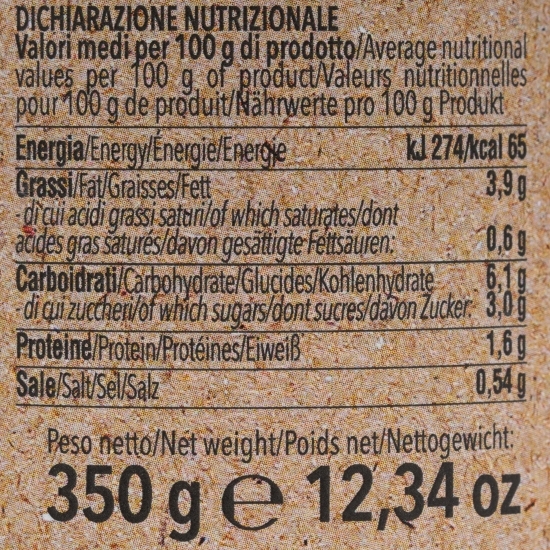 DICHIARAZIONE NUTRIZIONALE
Valori medi per 100 g di prodotto/Average nutritional
values per 100 g of product/Valeurs nutritionnelles
pour 100 g de produit/Nährwerte pro 100 g Produkt
Energia/Energy/Énergie/Energie kJ 274/kcal 65
Grassi/Fat/Graisses/Fett 3,9 g
- di cui acidi grassi saturi/of which saturates/dont
acides gras saturés/davon gesättigte Fettsäuren: 0,6 g
Carboidrati/Carbohydrate/Glucides/Kohlenhydrate 6,1 g
- di cui zuccheri/of which sugars/dont sucres/davon Zucker: 3,0 g
Proteine/Protein/Protéines/Eiweiß 1,6 g
Sale/Salt/Sel/Salz 0,54 g
Peso netto/Net weight/Poids net/Nettogewicht:
350 g ℮ 12,34 oz.